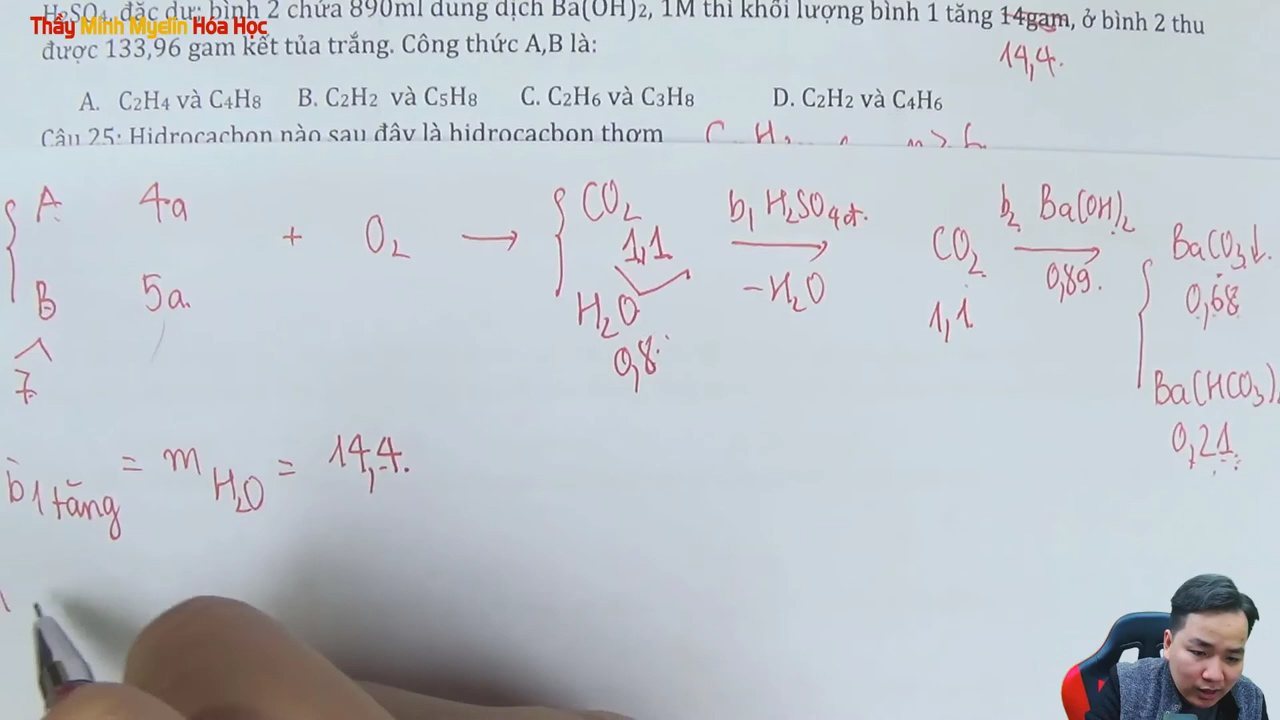 H₂SO₄ đặc dư; bình 2 chứa 890ml dung dịch Ba(OH)₂, 1M thì khối lượng bình 1 tăng 14gam, ở bình 2 thu
Thầy Minh Myelin Hóa Học
được 133,96 gam kết tủa trắng. Công thức A,B là:
14,4.
A. C₂H₄ và C₄H₈ B. C₂H₂ và C₅H₈ C. C₂H₆ và C₃H₈ D. C₂H₂ và C₄H₆
Câu 25: Hidrocacbon nào sau đây là hidrocacbon thơm
A 4a + O₂ → CO₂ 1,1 b₁ H₂SO₄ đ. CO₂ b₂ Ba(OH)₂ BaCO₃↓
B 5a. H₂O 0,8 -H₂O 1,1 0,89. 0,68
7 Ba(HCO₃)
0,21
b1 tăng = m H₂O = 14,4.